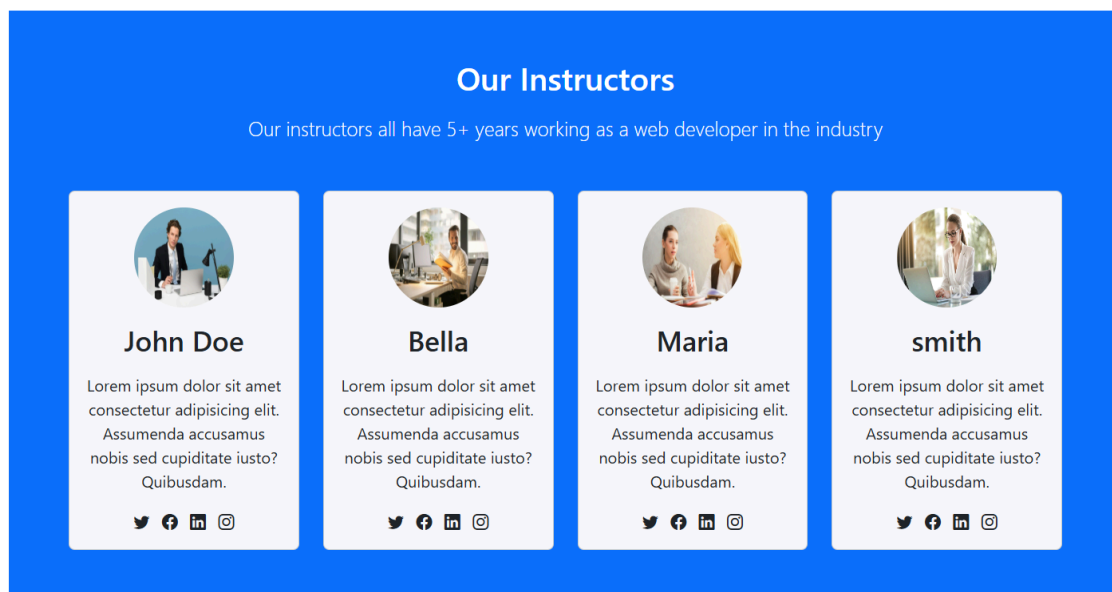 Our Instructors
Our instructors all have 5+ years working as a web developer in the industry
John Doe
Lorem ipsum dolor sit amet
consectetur adipisicing elit.
Assumenda accusamus
nobis sed cupiditate iusto?
Quibusdam.
Bella
Lorem ipsum dolor sit amet
consectetur adipisicing elit.
Assumenda accusamus
nobis sed cupiditate iusto?
Quibusdam.
Maria
Lorem ipsum dolor sit amet
consectetur adipisicing elit.
Assumenda accusamus
nobis sed cupiditate iusto?
Quibusdam.
smith
Lorem ipsum dolor sit amet
consectetur adipisicing elit.
Assumenda accusamus
nobis sed cupiditate iusto?
Quibusdam.